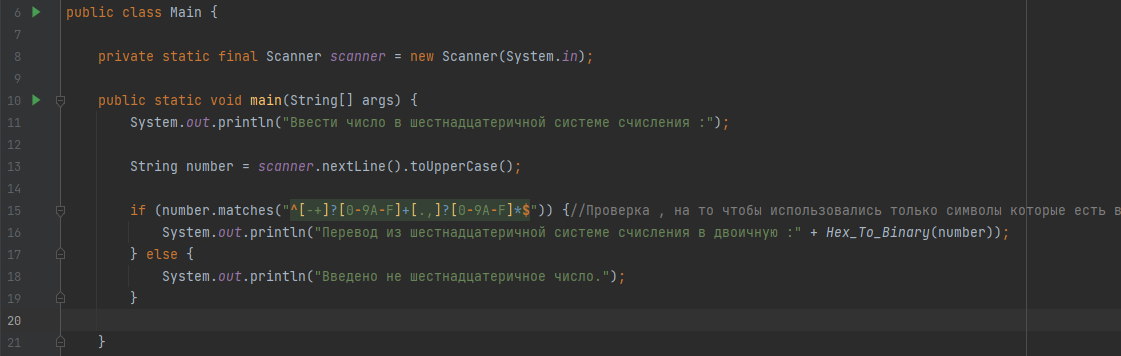 6 public class Main {
7
8 private static final Scanner scanner = new Scanner(System.in);
9
10 public static void main(String[] args) {
11 System.out.println("Ввести число в шестнадцатеричной системе счисления :");
12
13 String number = scanner.nextLine().toUpperCase();
14
15 if (number.matches("^[-+]?[0-9A-F]+[.,]?[0-9A-F]*$")) {//Проверка , на то чтобы использовались только символы которые есть в
16 System.out.println("Перевод из шестнадцатеричной системе счисления в двоичную :" + Hex_To_Binary(number));
17 } else {
18 System.out.println("Введено не шестнадцатеричное число.");
19 }
20
21 }